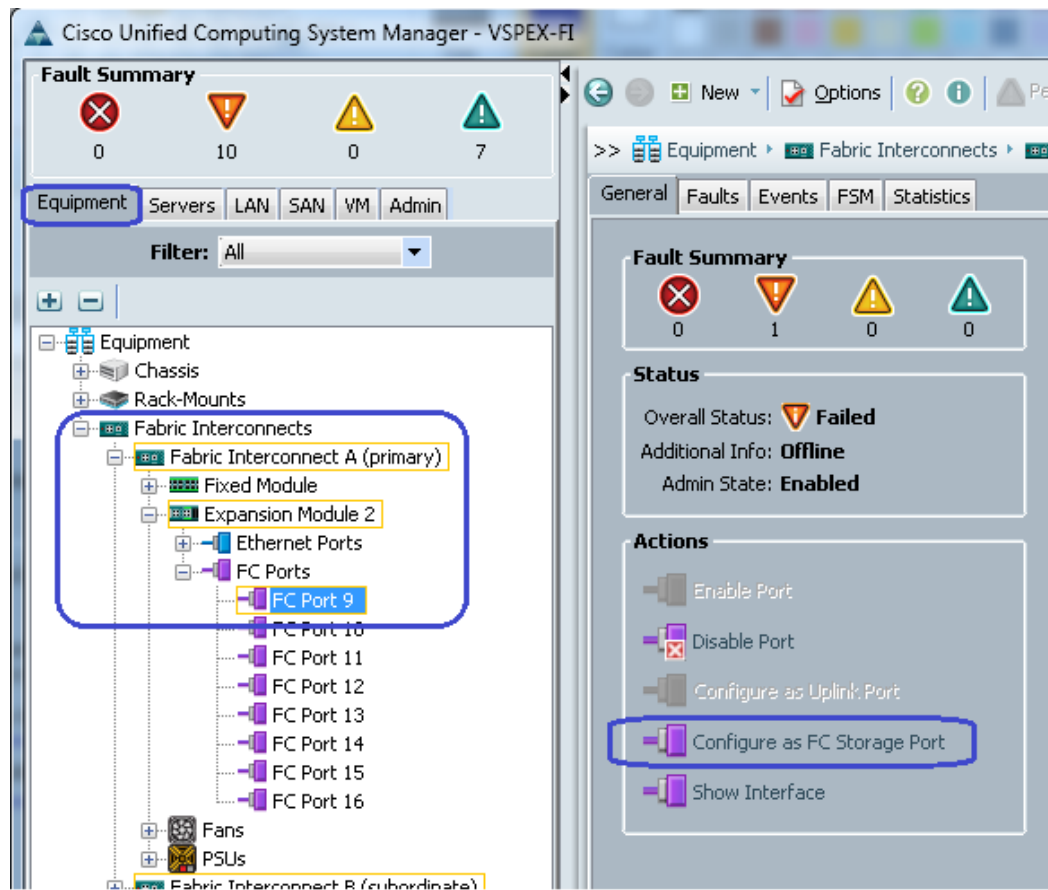 Cisco Unified Computing System Manager - VSPEX-FI
Fault Summary
0 10 0 7
Equipment Servers LAN SAN VM Admin
Filter: All
Equipment
Chassis
Rack-Mounts
Fabric Interconnects
Fabric Interconnect A (primary)
Fixed Module
Expansion Module 2
Ethernet Ports
FC Ports
FC Port 9
FC Port 10
FC Port 11
FC Port 12
FC Port 13
FC Port 14
FC Port 15
FC Port 16
Fans
PSUs
Fabric Interconnect B (subordinate)
New Options Pe
>> Equipment Fabric Interconnects
General Faults Events FSM Statistics
Fault Summary
0 1 0 0
Status
Overall Status: Failed
Additional Info: Offline
Admin State: Enabled
Actions
Enable Port
Disable Port
Configure as Uplink Port
Configure as FC Storage Port
Show Interface